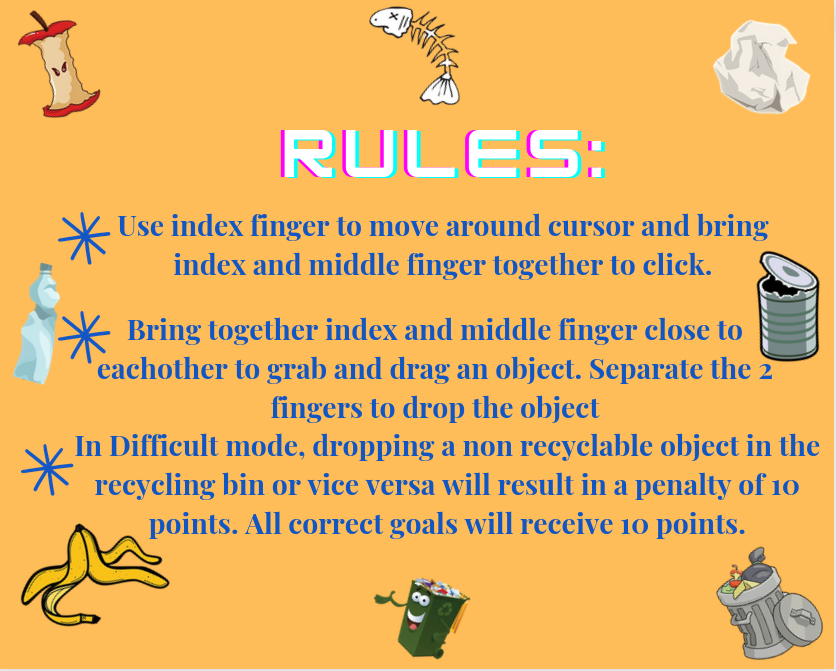 RULES:
Use index finger to move around cursor and bring
index and middle finger together to click.
Bring together index and middle finger close to
eachother to grab and drag an object. Separate the 2
fingers to drop the object
In Difficult mode, dropping a non recyclable object in the
recycling bin or vice versa will result in a penalty of 10
points. All correct goals will receive 10 points.